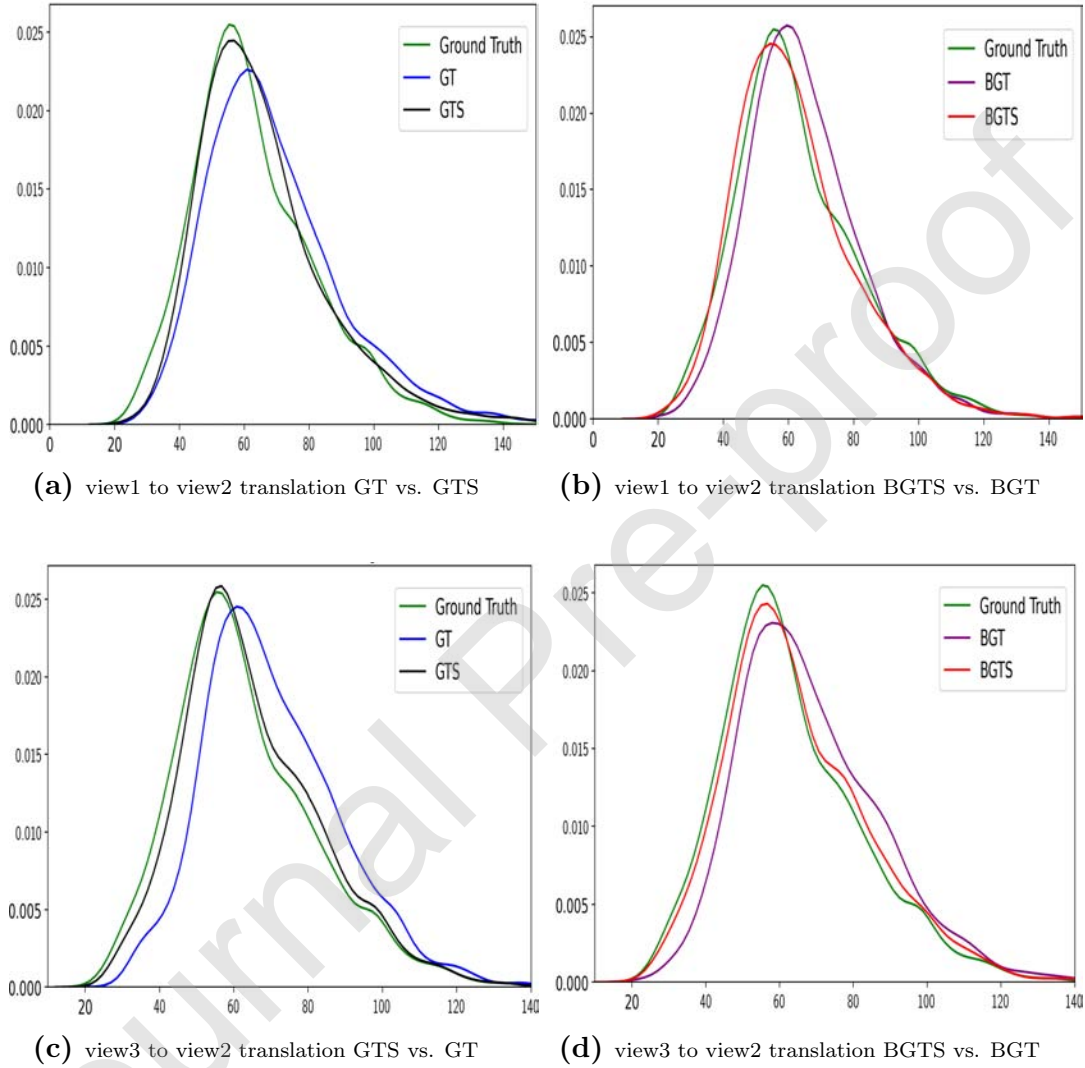 Ground Truth
GT
GTS
0.025
0.020
0.015
0.010
0.005
0.000
0 20 40 60 80 100 120 140
(a) view1 to view2 translation GT vs. GTS
Ground Truth
BGT
BGTS
0.025
0.020
0.015
0.010
0.005
0.000
0 20 40 60 80 100 120 140
(b) view1 to view2 translation BGTS vs. BGT
Ground Truth
GT
GTS
0.025
0.020
0.015
0.010
0.005
0.000
20 40 60 80 100 120 140
(c) view3 to view2 translation GTS vs. GT
Ground Truth
BGT
BGTS
0.025
0.020
0.015
0.010
0.005
0.000
20 40 60 80 100 120 140
(d) view3 to view2 translation BGTS vs. BGT
ournal Pre-proof